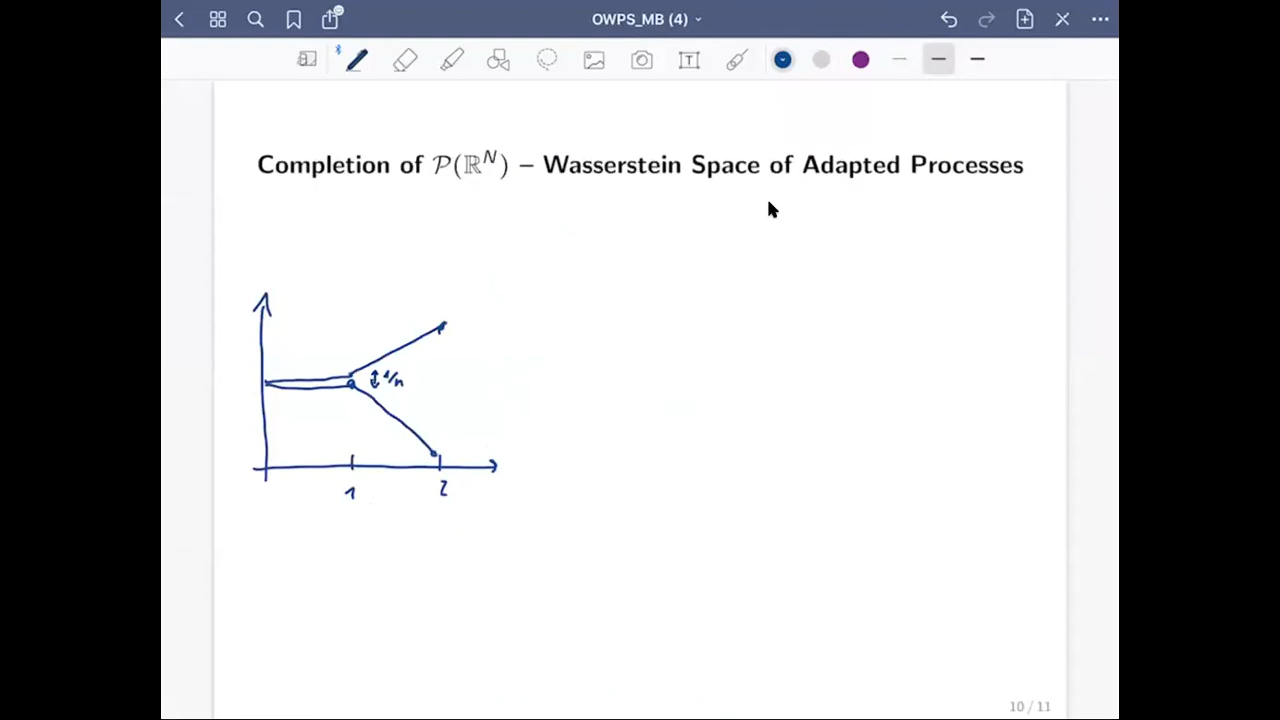 OWPS_MB (4)
T
Completion of 𝒫(ℝ^N) – Wasserstein Space of Adapted Processes
1/n
1
2
10 / 11